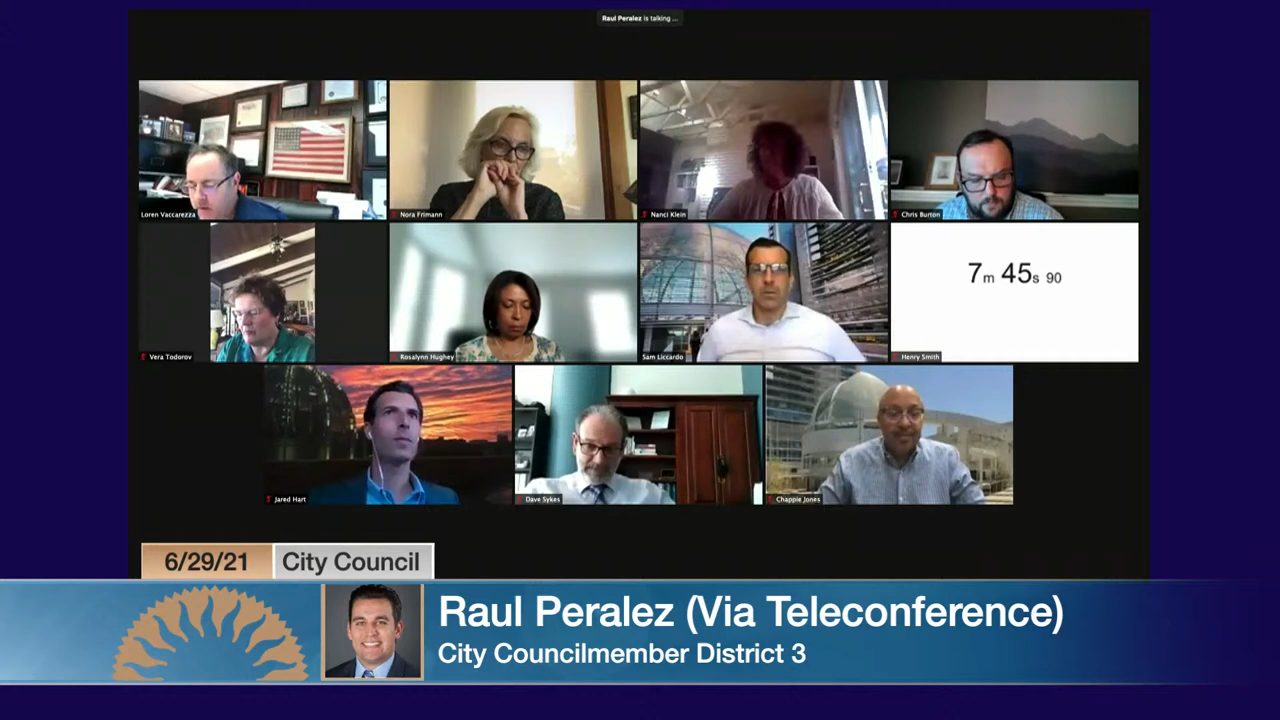 Raul Peralez is talking ...
Loren Vaccarezza
Nora Frimann
Nanci Klein
Chris Burton
7m 45s 90
Vera Todorov
Rosalynn Hughey
Sam Liccardo
Henry Smith
Jared Hart
Dave Sykes
Chappie Jones
6/29/21
City Council
Raul Peralez (Via Teleconference)
City Councilmember District 3